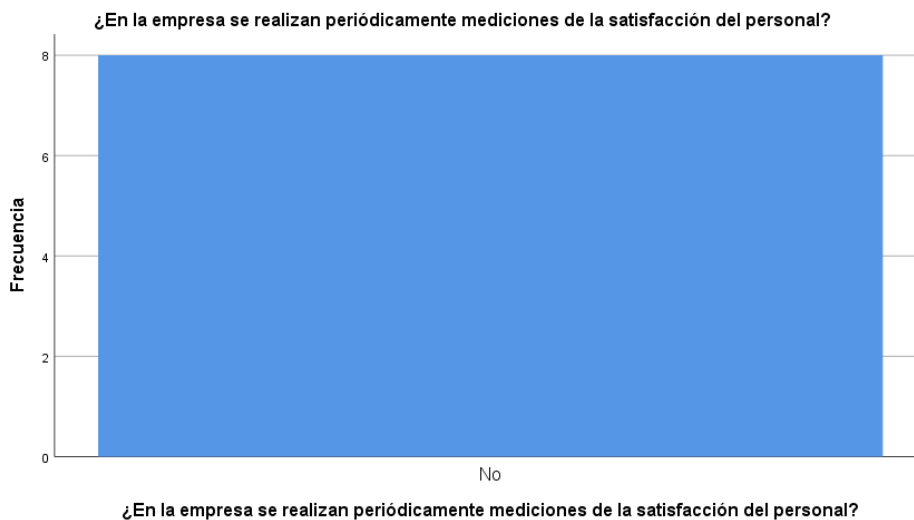 ¿En la empresa se realizan periódicamente mediciones de la satisfacción del personal?
8
6
4
2
0
Frecuencia
No
¿En la empresa se realizan periódicamente mediciones de la satisfacción del personal?